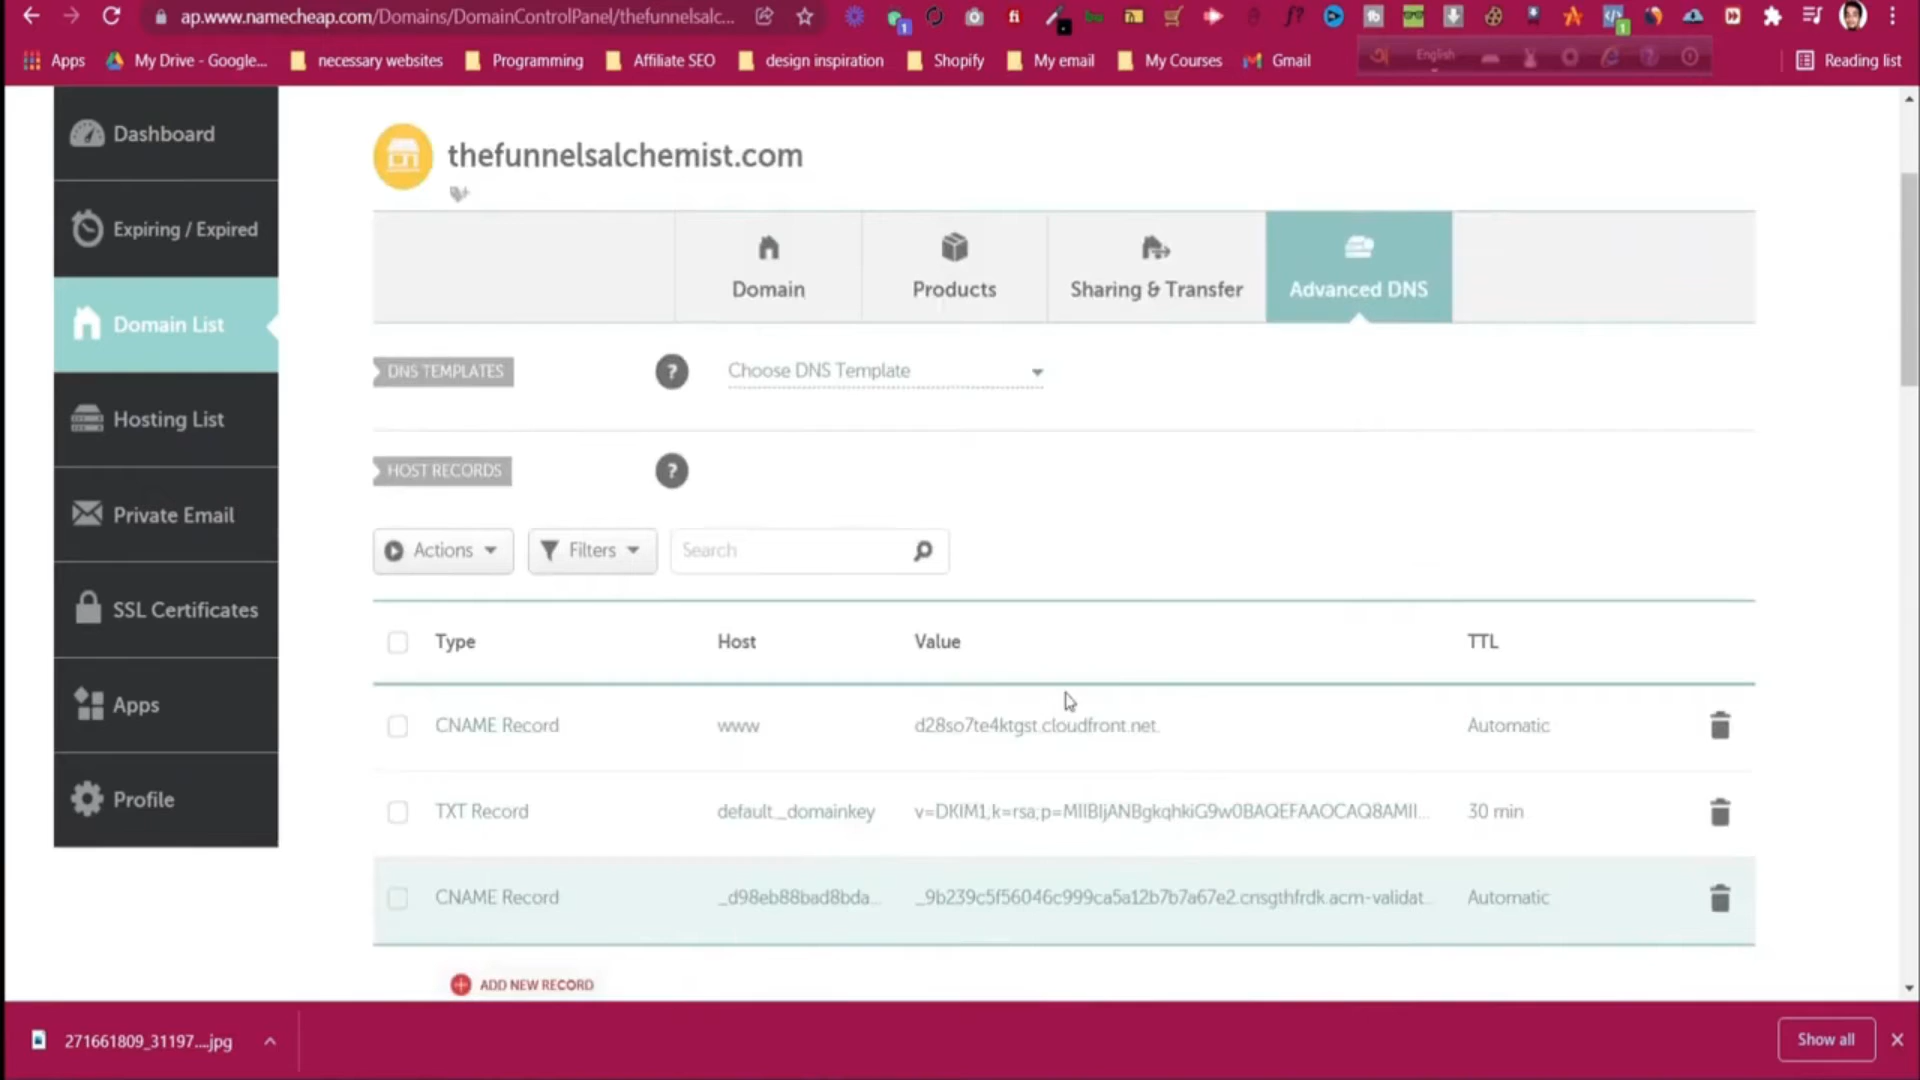 ap.www.namecheap.com/Domains/DomainControlPanel/thefunnelsalc...
Apps
My Drive - Google...
necessary websites
Programming
Affiliate SEO
design inspiration
Shopify
My email
My Courses
Gmail
English
Reading list
Dashboard
Expiring / Expired
Domain List
Hosting List
Private Email
SSL Certificates
Apps
Profile
thefunnelsalchemist.com
Domain
Products
Sharing & Transfer
Advanced DNS
DNS TEMPLATES
?
Choose DNS Template
HOST RECORDS
?
Actions
Filters
Search
Type Host Value TTL
CNAME Record www d28so7te4ktgst.cloudfront.net. Automatic
TXT Record default._domainkey v=DKIM1;k=rsa;p=MIIBIjANBgkqhkiG9w0BAQEFAAOCAQ8AMII... 30 min
CNAME Record _d98eb88bad8bda... _9b239c5f56046c999ca5a12b7b7a67e2.cnsgthfrdk.acm-validat... Automatic
ADD NEW RECORD
271661809_31197....jpg
Show all